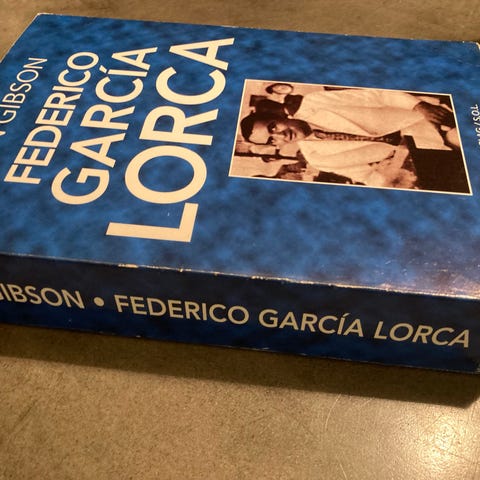 GIBSON
FEDERICO
GARCÍA
LORCA
GIBSON • FEDERICO GARCÍA LORCA